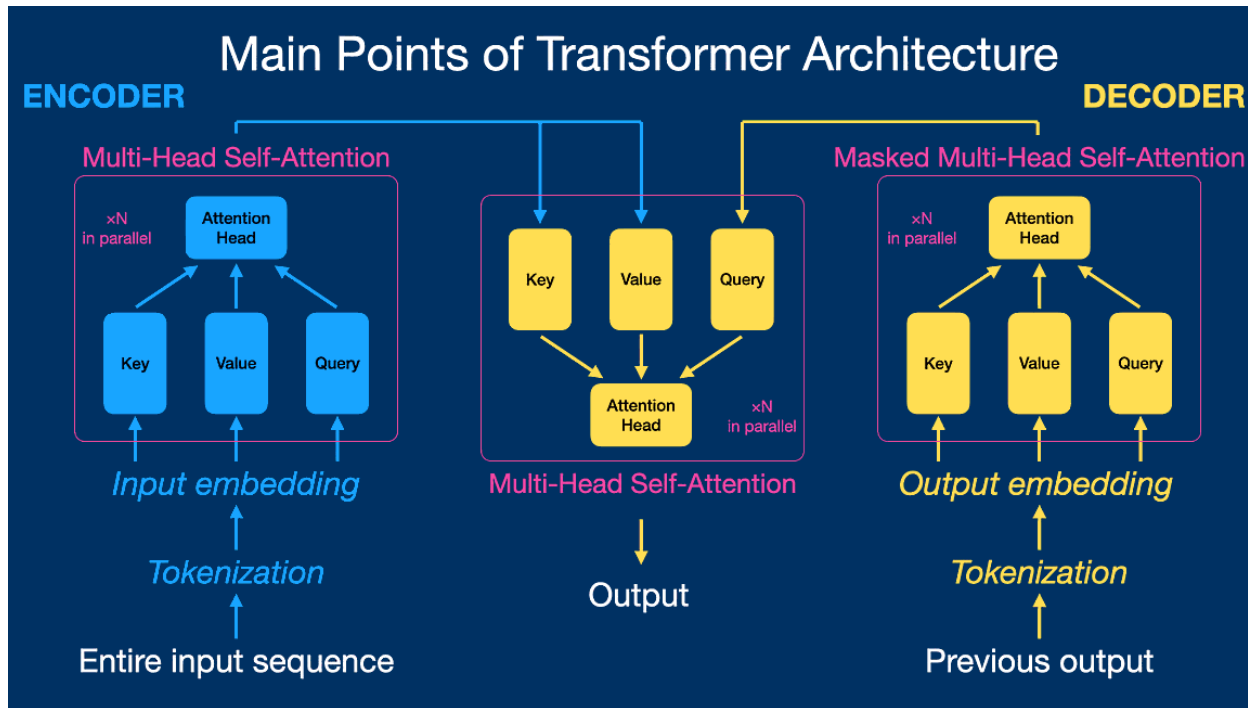 Main Points of Transformer Architecture
ENCODER
DECODER
Multi-Head Self-Attention
×N
in parallel
Attention
Head
Key
Value
Query
Input embedding
Tokenization
Entire input sequence
Key
Value
Query
Attention
Head
×N
in parallel
Multi-Head Self-Attention
Output
Masked Multi-Head Self-Attention
×N
in parallel
Attention
Head
Key
Value
Query
Output embedding
Tokenization
Previous output